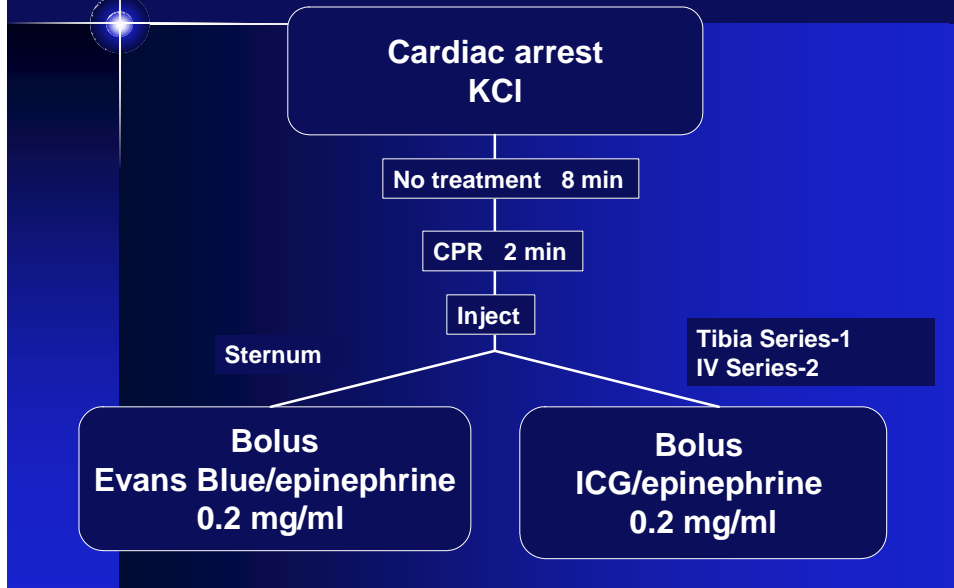 Cardiac arrest
KCl
No treatment 8 min
CPR 2 min
Inject
Sternum
Tibia Series-1
IV Series-2
Bolus
Evans Blue/epinephrine
0.2 mg/ml
Bolus
ICG/epinephrine
0.2 mg/ml